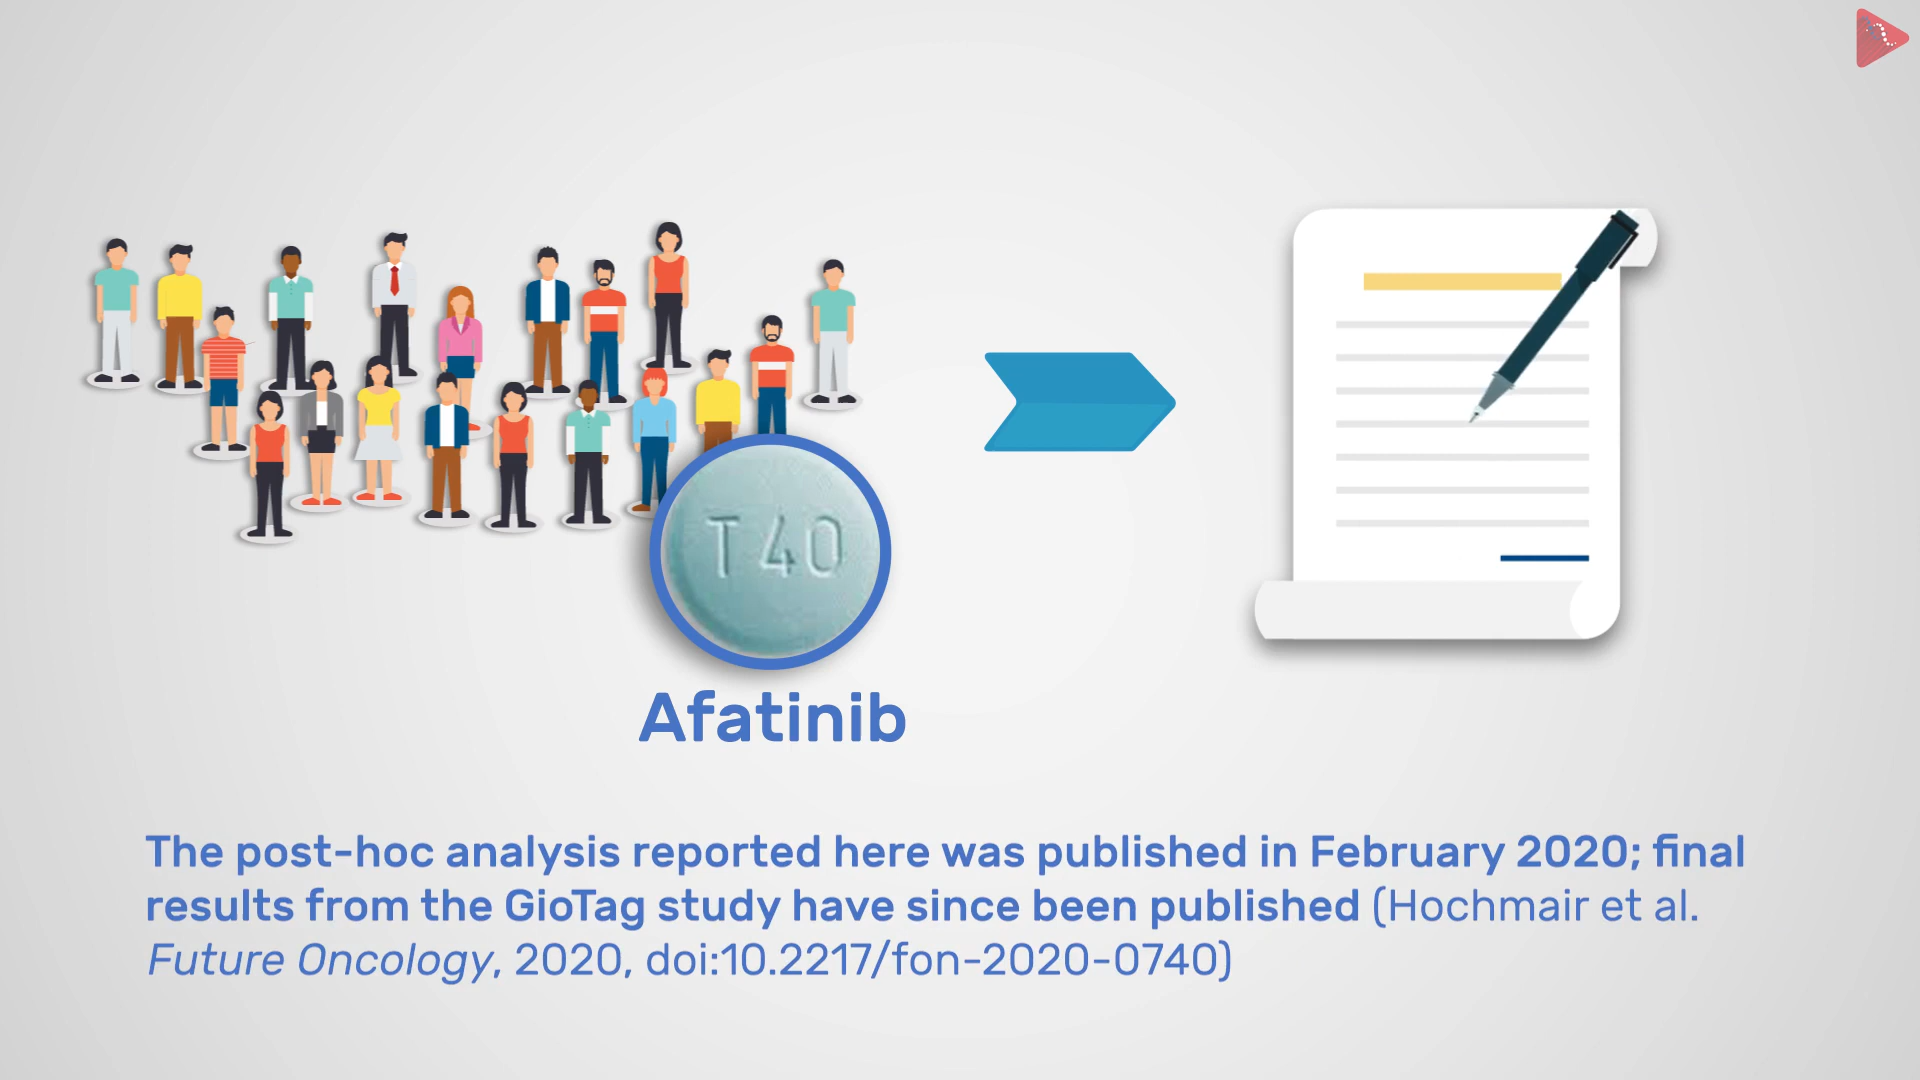 T40
Afatinib
The post-hoc analysis reported here was published in February 2020; final
results from the GioTag study have since been published (Hochmair et al.
Future Oncology, 2020, doi:10.2217/fon-2020-0740)